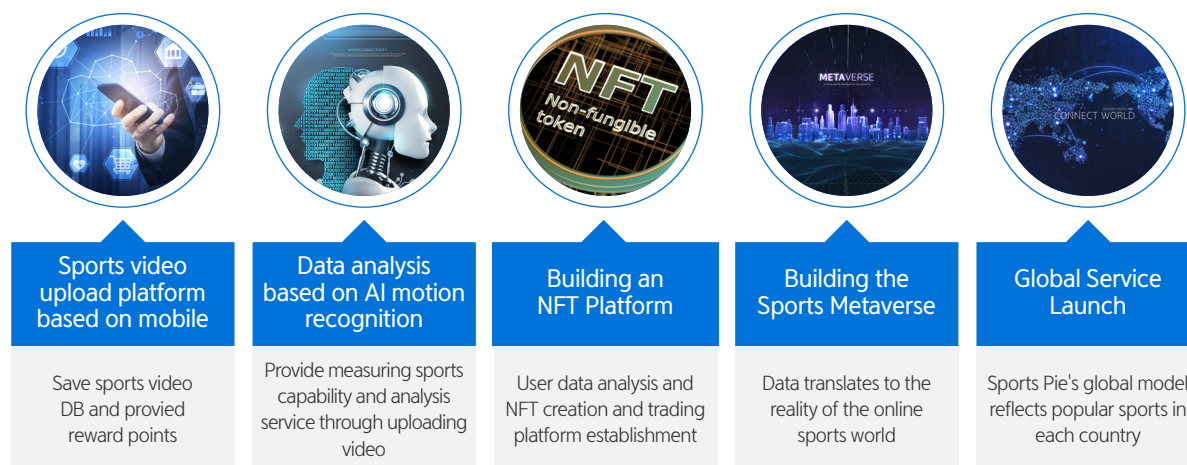 HYPERCONNECTIVITY
NFT
Non-fungible
token
METAVERSE
CONNECT WORLD
Sports video
upload platform
based on mobile
Data analysis
based on AI motion
recognition
Building an
NFT Platform
Building the
Sports Metaverse
Global Service
Launch
Save sports video
DB and provied
reward points
Provide measuring sports
capability and analysis
service through uploading
video
User data analysis and
NFT creation and trading
platform establishment
Data translates to the
reality of the online
sports world
Sports Pie's global model
reflects popular sports in
each country